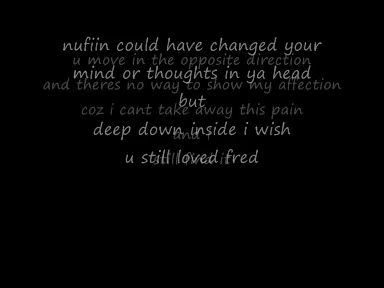 nufiin could have changed your
u move in the opposite direction
mind or thoughts in ya head
and theres no way to show my affection
but
coz i cant take away this pain
deep down inside i wish
and i
u still loved fred
still